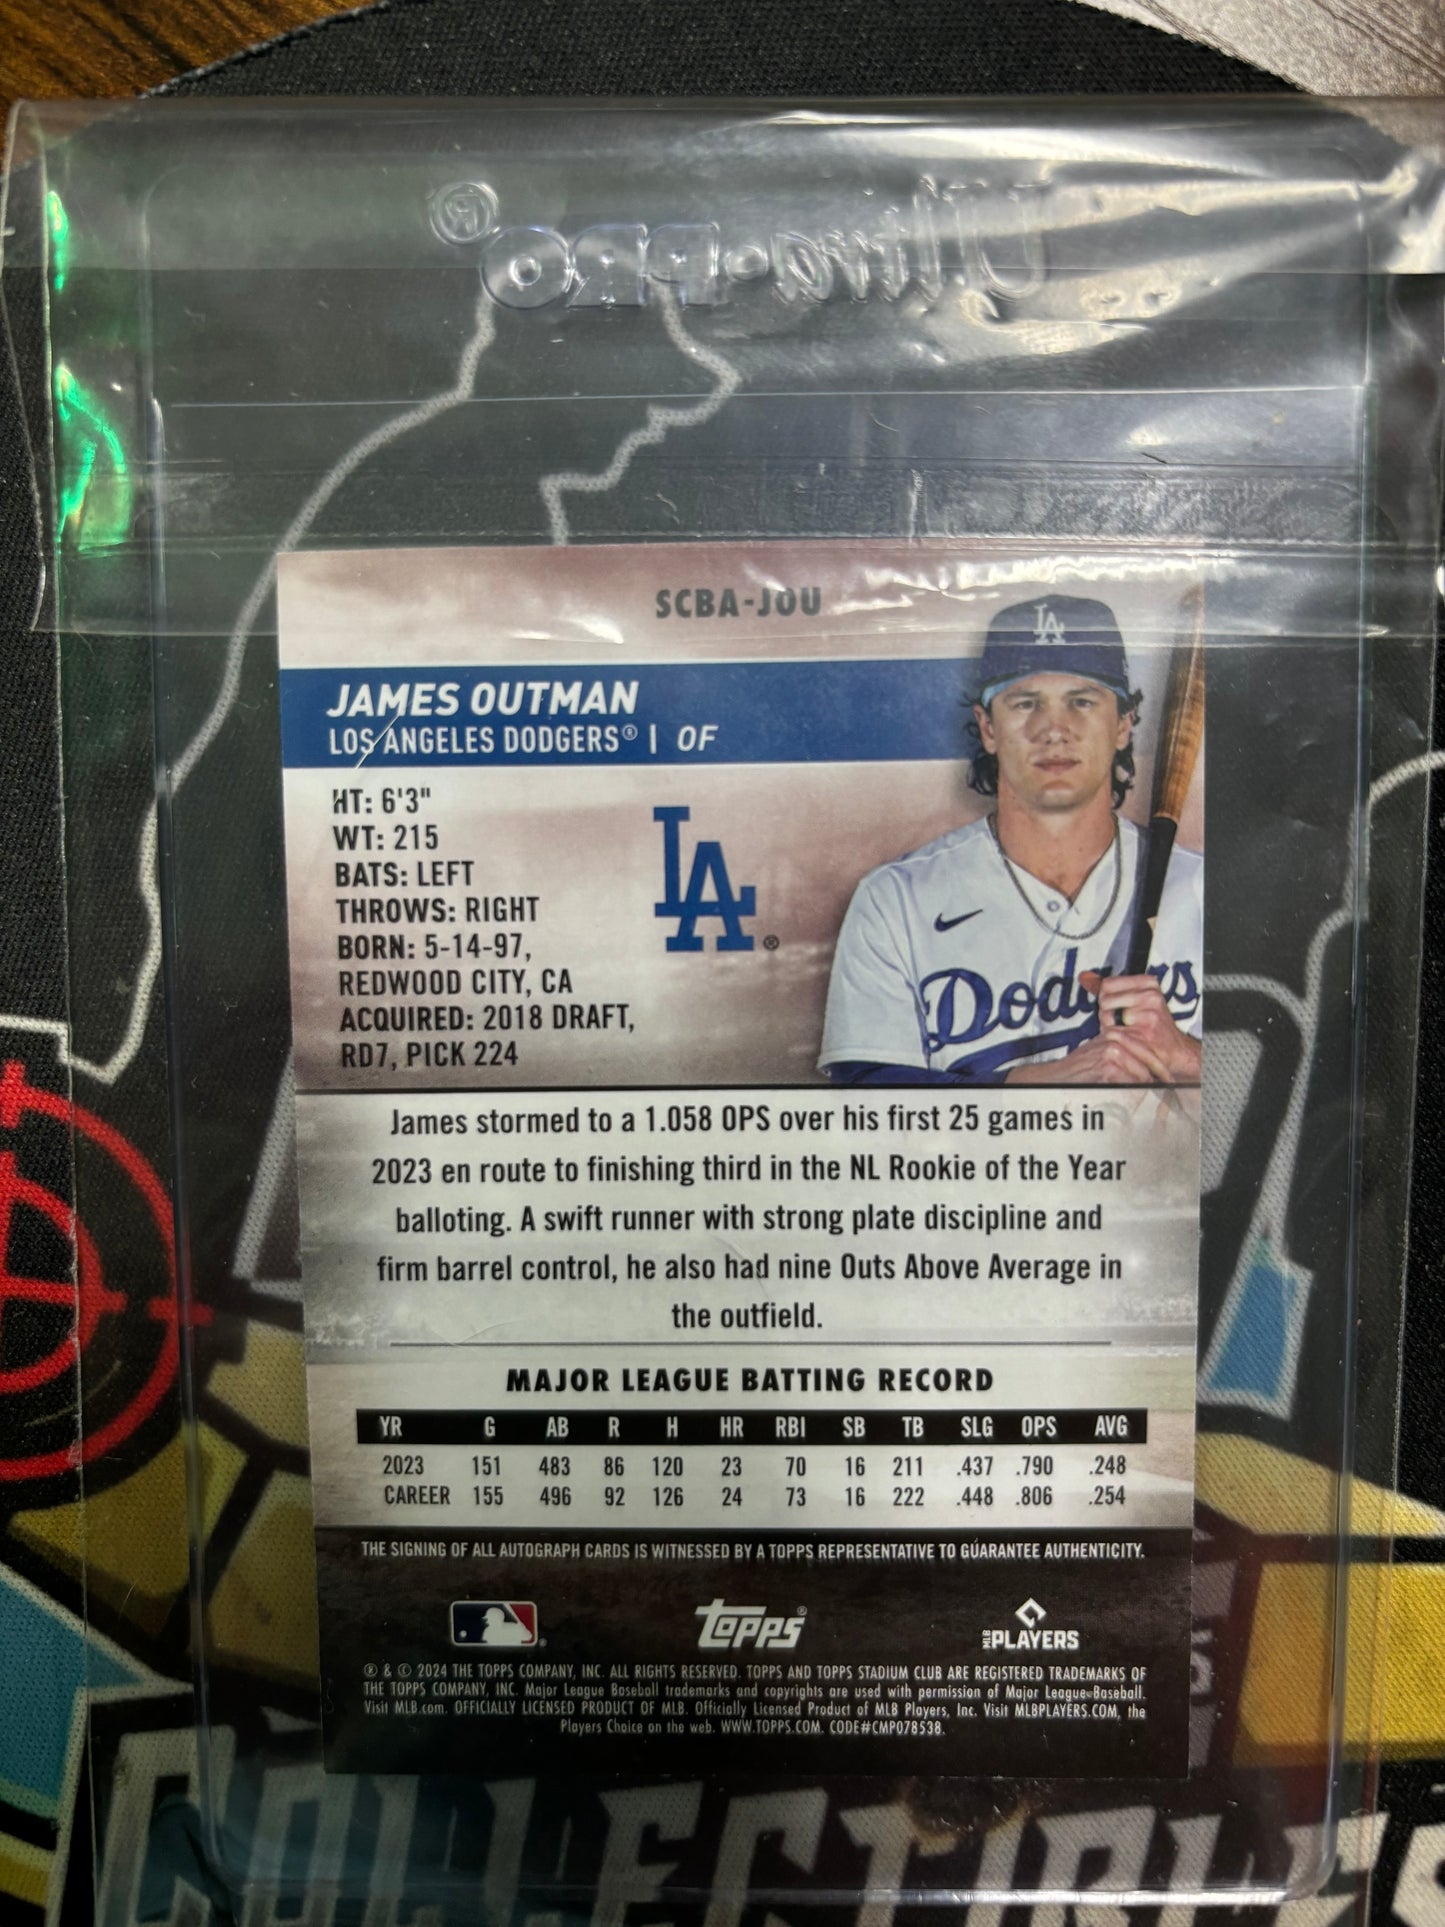 Ultra·PRO®
SCBA-JOU
LA
JAMES OUTMAN
LOS ANGELES DODGERS® | OF
HT: 6'3"
WT: 215
BATS: LEFT
THROWS: RIGHT
BORN: 5-14-97,
REDWOOD CITY, CA
ACQUIRED: 2018 DRAFT,
RD7, PICK 224
LA®
Dodgers
James stormed to a 1.058 OPS over his first 25 games in
2023 en route to finishing third in the NL Rookie of the Year
balloting. A swift runner with strong plate discipline and
firm barrel control, he also had nine Outs Above Average in
the outfield.
MAJOR LEAGUE BATTING RECORD
YR G AB R H HR RBI SB TB SLG OPS AVG
2023 151 483 86 120 23 70 16 211 .437 .790 .248
CAREER 155 496 92 126 24 73 16 222 .448 .806 .254
THE SIGNING OF ALL AUTOGRAPH CARDS IS WITNESSED BY A TOPPS REPRESENTATIVE TO GUARANTEE AUTHENTICITY.
topps®
MLB PLAYERS
® & © 2024 THE TOPPS COMPANY, INC. ALL RIGHTS RESERVED. TOPPS AND TOPPS STADIUM CLUB ARE REGISTERED TRADEMARKS OF
THE TOPPS COMPANY, INC. Major League Baseball trademarks and copyrights are used with permission of Major League Baseball.
Visit MLB.com. OFFICIALLY LICENSED PRODUCT OF MLB. Officially Licensed Product of MLB Players, Inc. Visit MLBPLAYERS.COM, the
Players Choice on the web. WWW.TOPPS.COM. CODE#CMP078538.
COLLECTIBLES